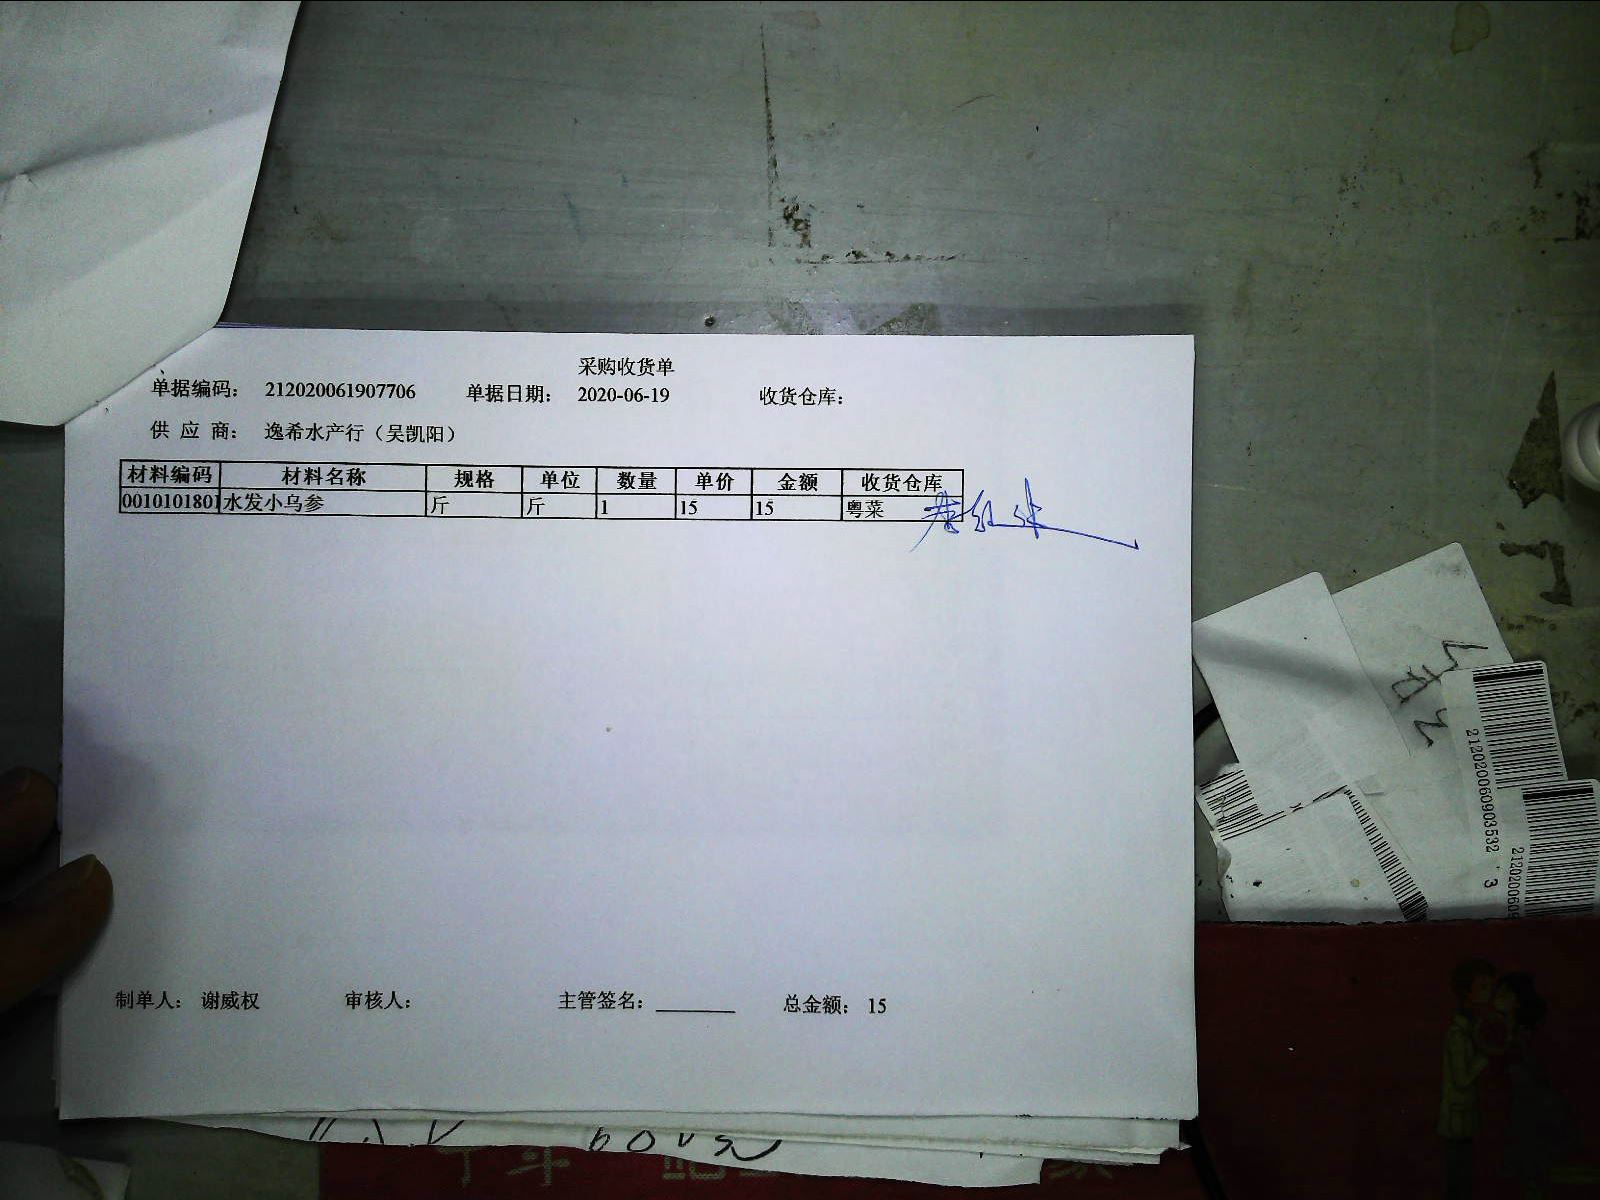 采购收货单
单据编码： 212020061907706 单据日期： 2020-06-19 收货仓库：
供 应 商： 逸希水产行（吴凯阳）
材料编码 材料名称 规格 单位 数量 单价 金额 收货仓库
0010101801 水发小乌参 斤 斤 1 15 15 粤菜
制单人： 谢威权 审核人： 主管签名： 总金额： 15
212020060903532 3
2120200609